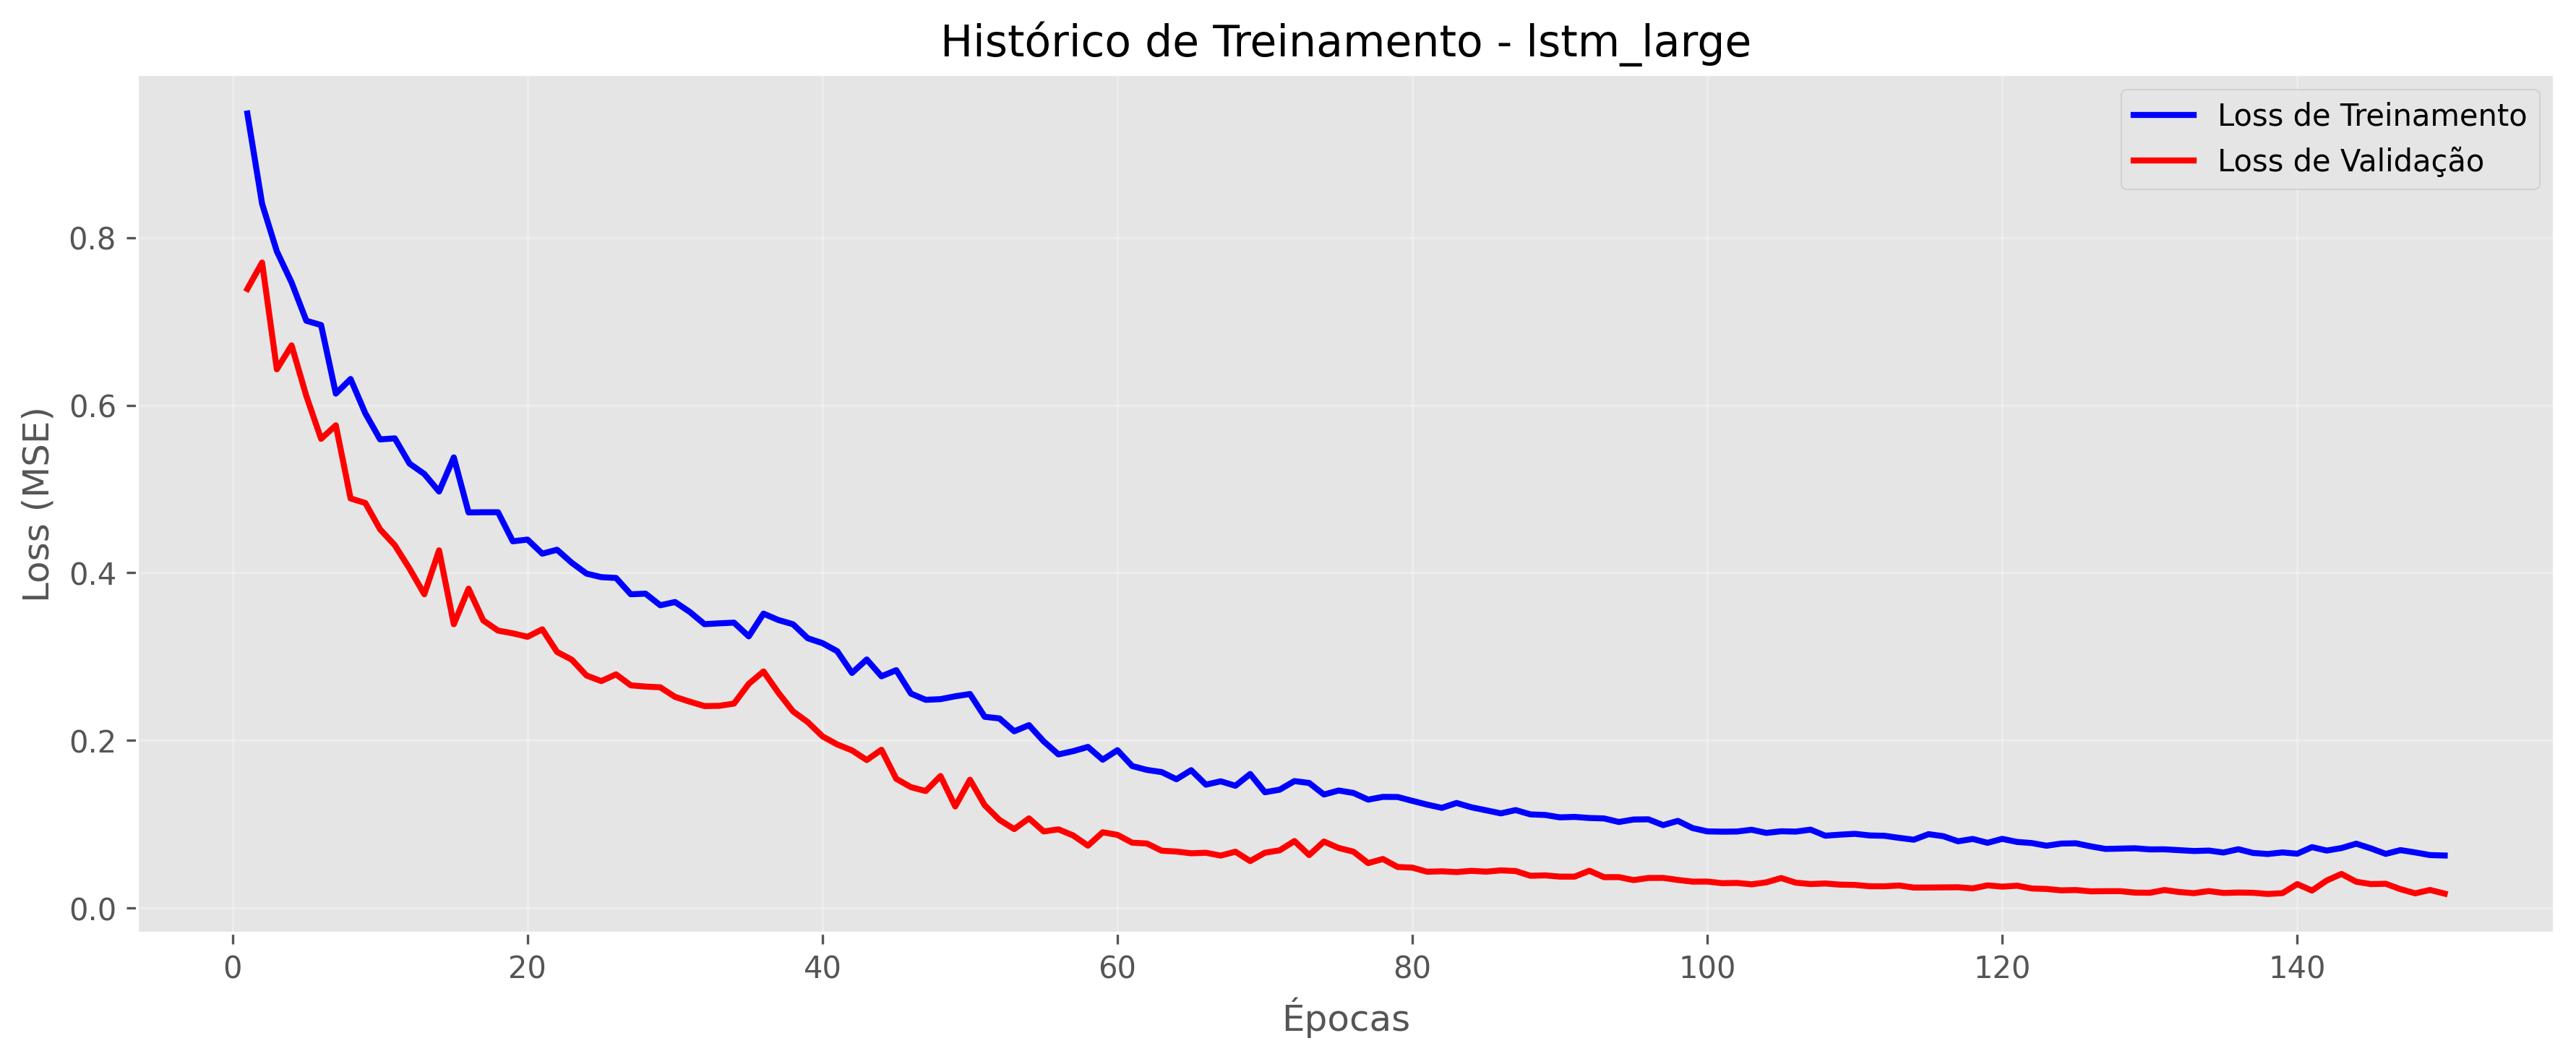 Histórico de Treinamento - lstm_large
Loss de Treinamento
Loss de Validação
Loss (MSE)
0.8
0.6
0.4
0.2
0.0
0 20 40 60 80 100 120 140
Épocas